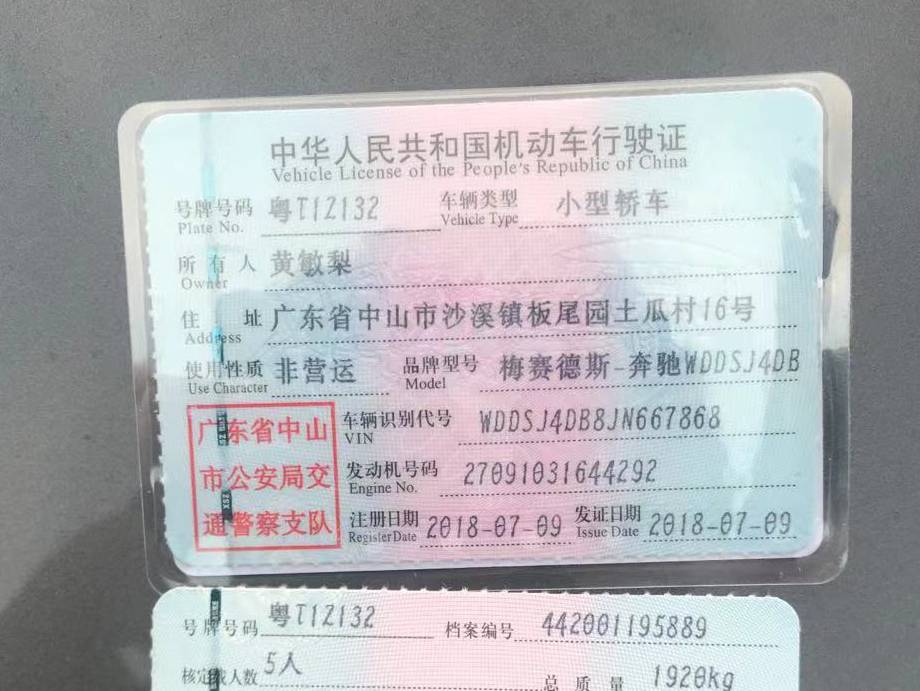 中华人民共和国机动车行驶证
Vehicle License of the People's Republic of China
号牌号码 粤T1Z132 车辆类型 小型轿车
Plate No. Vehicle Type
所有人 黄敏梨
Owner
住址 广东省中山市沙溪镇板尾园土瓜村16号
Address
使用性质 非营运 品牌型号 梅赛德斯-奔驰WDDSJ4DB
Use Character Model
广东省中山
市公安局交
通警察支队
车辆识别代号 WDDSJ4DB8JN667868
VIN
发动机号码 27091031644292
Engine No.
注册日期 2018-07-09 发证日期 2018-07-09
Register Date Issue Date
号牌号码 粤T1Z132 档案编号 442001195889
核定载人数 5人 总质量 1920kg